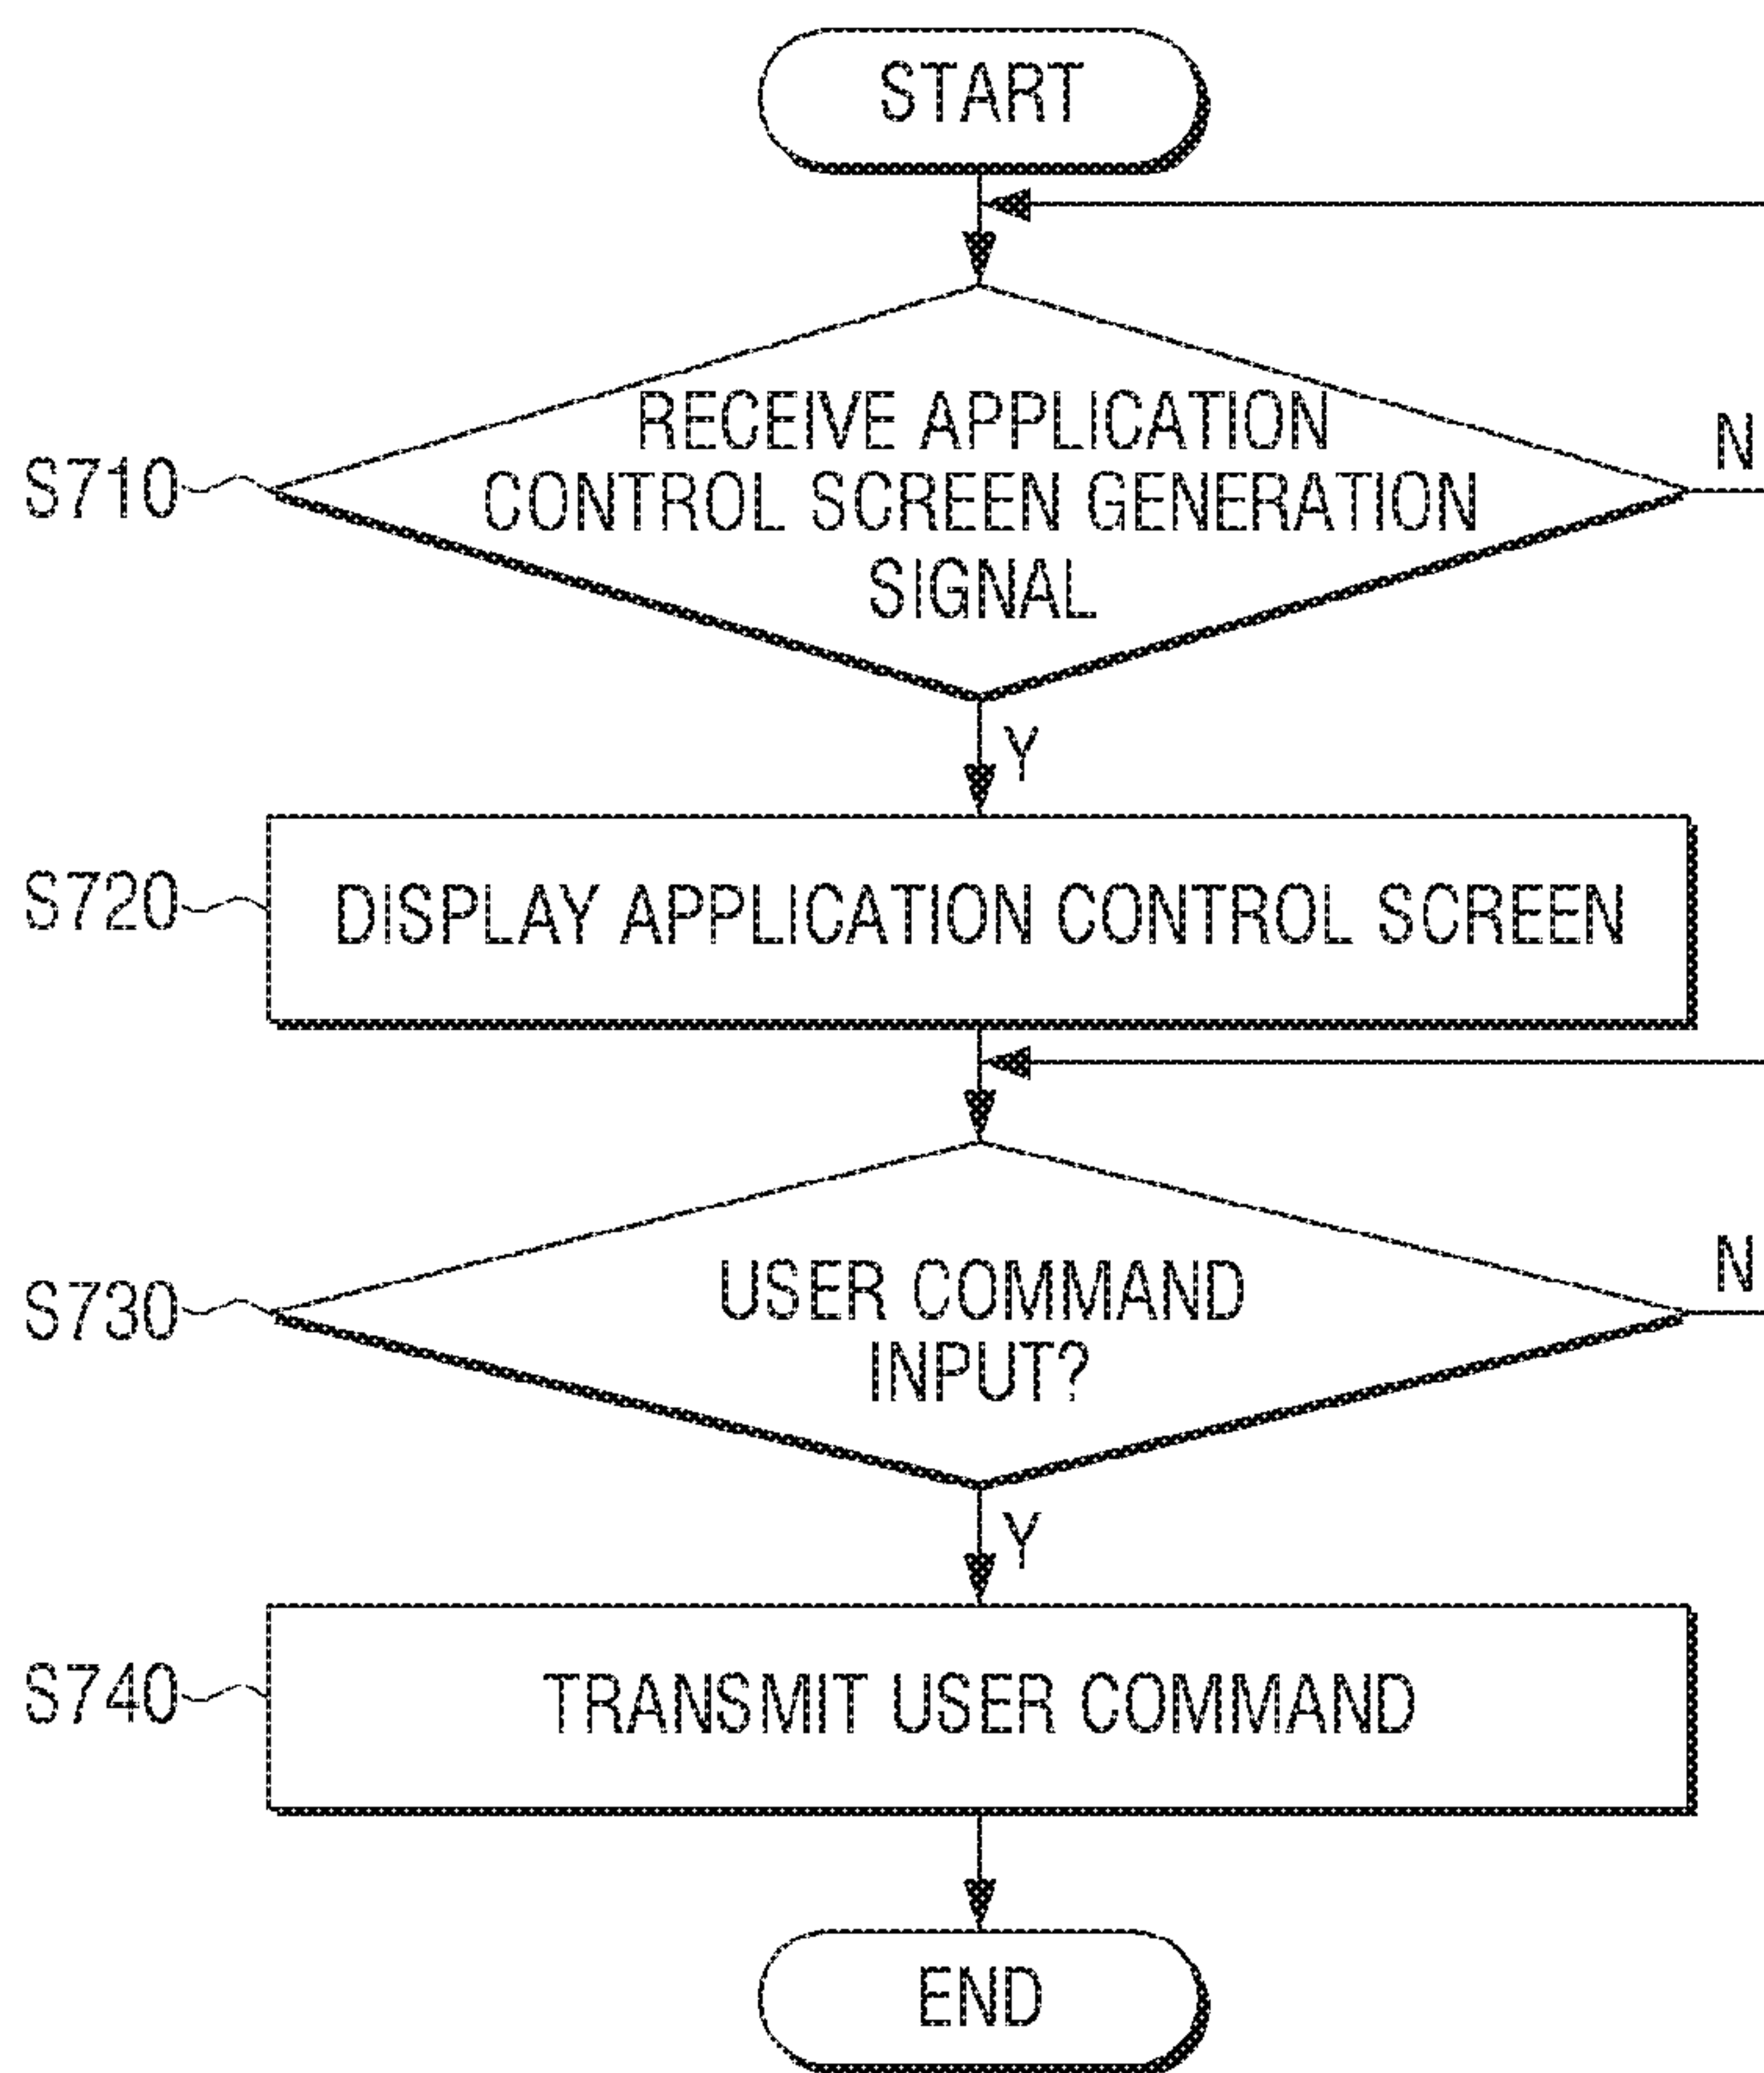 START
RECEIVE APPLICATION
S710
CONTROL SCREEN GENERATION
SIGNAL
N
Y
S720
DISPLAY APPLICATION CONTROL SCREEN
S730
USER COMMAND
INPUT?
N
Y
S740
TRANSMIT USER COMMAND
END